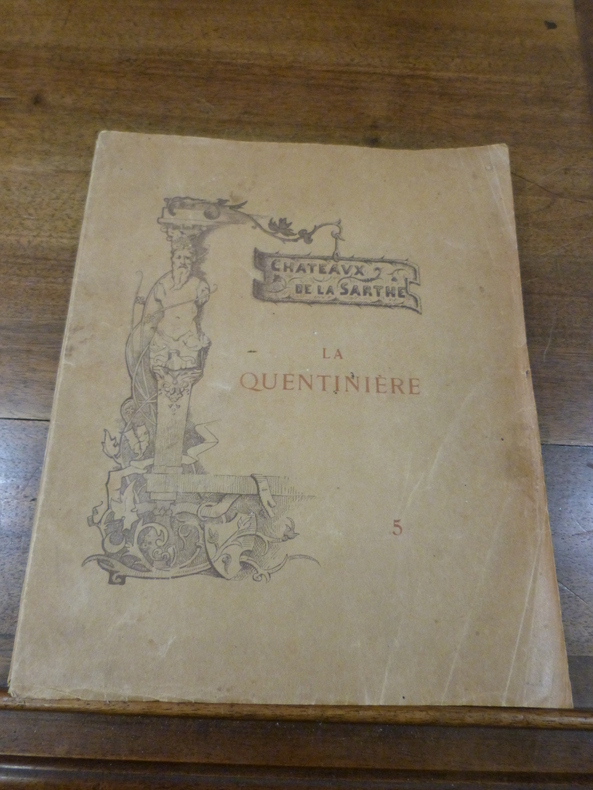 CHATEAVX
DE LA SARTHE
LA
QUENTINIÈRE
5